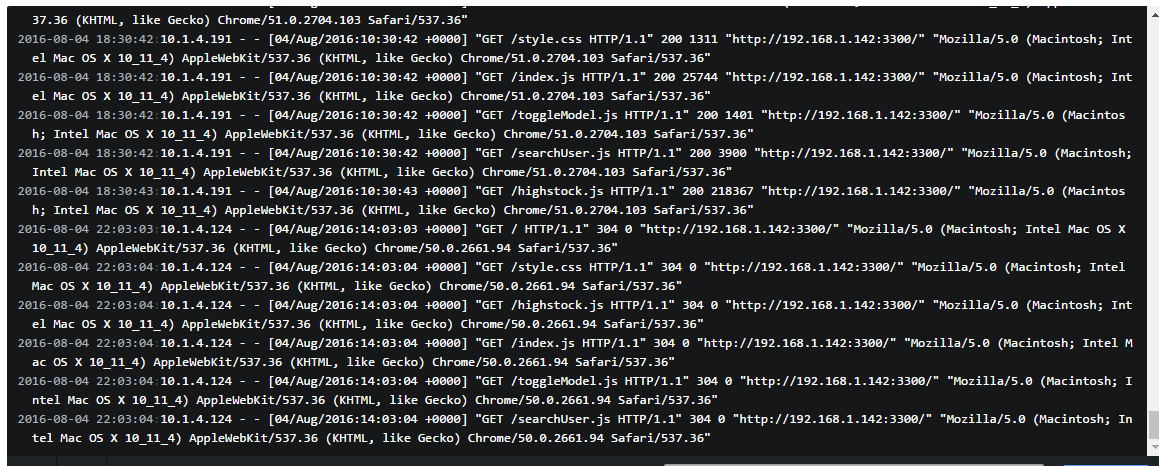 37.36 (KHTML, like Gecko) Chrome/51.0.2704.103 Safari/537.36"
2016-08-04 18:30:42:10.1.4.191 - - [04/Aug/2016:10:30:42 +0000] "GET /style.css HTTP/1.1" 200 1311 "http://192.168.1.142:3300/" "Mozilla/5.0 (Macintosh; Int
el Mac OS X 10_11_4) AppleWebKit/537.36 (KHTML, like Gecko) Chrome/51.0.2704.103 Safari/537.36"
2016-08-04 18:30:42:10.1.4.191 - - [04/Aug/2016:10:30:42 +0000] "GET /index.js HTTP/1.1" 200 25744 "http://192.168.1.142:3300/" "Mozilla/5.0 (Macintosh; Int
el Mac OS X 10_11_4) AppleWebKit/537.36 (KHTML, like Gecko) Chrome/51.0.2704.103 Safari/537.36"
2016-08-04 18:30:42:10.1.4.191 - - [04/Aug/2016:10:30:42 +0000] "GET /toggleModel.js HTTP/1.1" 200 1401 "http://192.168.1.142:3300/" "Mozilla/5.0 (Macintos
h; Intel Mac OS X 10_11_4) AppleWebKit/537.36 (KHTML, like Gecko) Chrome/51.0.2704.103 Safari/537.36"
2016-08-04 18:30:42:10.1.4.191 - - [04/Aug/2016:10:30:42 +0000] "GET /searchUser.js HTTP/1.1" 200 3900 "http://192.168.1.142:3300/" "Mozilla/5.0 (Macintosh;
Intel Mac OS X 10_11_4) AppleWebKit/537.36 (KHTML, like Gecko) Chrome/51.0.2704.103 Safari/537.36"
2016-08-04 18:30:43:10.1.4.191 - - [04/Aug/2016:10:30:43 +0000] "GET /highstock.js HTTP/1.1" 200 218367 "http://192.168.1.142:3300/" "Mozilla/5.0 (Macintos
h; Intel Mac OS X 10_11_4) AppleWebKit/537.36 (KHTML, like Gecko) Chrome/51.0.2704.103 Safari/537.36"
2016-08-04 22:03:03:10.1.4.124 - - [04/Aug/2016:14:03:03 +0000] "GET / HTTP/1.1" 304 0 "http://192.168.1.142:3300/" "Mozilla/5.0 (Macintosh; Intel Mac OS X
10_11_4) AppleWebKit/537.36 (KHTML, like Gecko) Chrome/50.0.2661.94 Safari/537.36"
2016-08-04 22:03:04:10.1.4.124 - - [04/Aug/2016:14:03:04 +0000] "GET /style.css HTTP/1.1" 304 0 "http://192.168.1.142:3300/" "Mozilla/5.0 (Macintosh; Intel
Mac OS X 10_11_4) AppleWebKit/537.36 (KHTML, like Gecko) Chrome/50.0.2661.94 Safari/537.36"
2016-08-04 22:03:04:10.1.4.124 - - [04/Aug/2016:14:03:04 +0000] "GET /highstock.js HTTP/1.1" 304 0 "http://192.168.1.142:3300/" "Mozilla/5.0 (Macintosh; Int
el Mac OS X 10_11_4) AppleWebKit/537.36 (KHTML, like Gecko) Chrome/50.0.2661.94 Safari/537.36"
2016-08-04 22:03:04:10.1.4.124 - - [04/Aug/2016:14:03:04 +0000] "GET /index.js HTTP/1.1" 304 0 "http://192.168.1.142:3300/" "Mozilla/5.0 (Macintosh; Intel M
ac OS X 10_11_4) AppleWebKit/537.36 (KHTML, like Gecko) Chrome/50.0.2661.94 Safari/537.36"
2016-08-04 22:03:04:10.1.4.124 - - [04/Aug/2016:14:03:04 +0000] "GET /toggleModel.js HTTP/1.1" 304 0 "http://192.168.1.142:3300/" "Mozilla/5.0 (Macintosh; I
ntel Mac OS X 10_11_4) AppleWebKit/537.36 (KHTML, like Gecko) Chrome/50.0.2661.94 Safari/537.36"
2016-08-04 22:03:04:10.1.4.124 - - [04/Aug/2016:14:03:04 +0000] "GET /searchUser.js HTTP/1.1" 304 0 "http://192.168.1.142:3300/" "Mozilla/5.0 (Macintosh; In
tel Mac OS X 10_11_4) AppleWebKit/537.36 (KHTML, like Gecko) Chrome/50.0.2661.94 Safari/537.36"